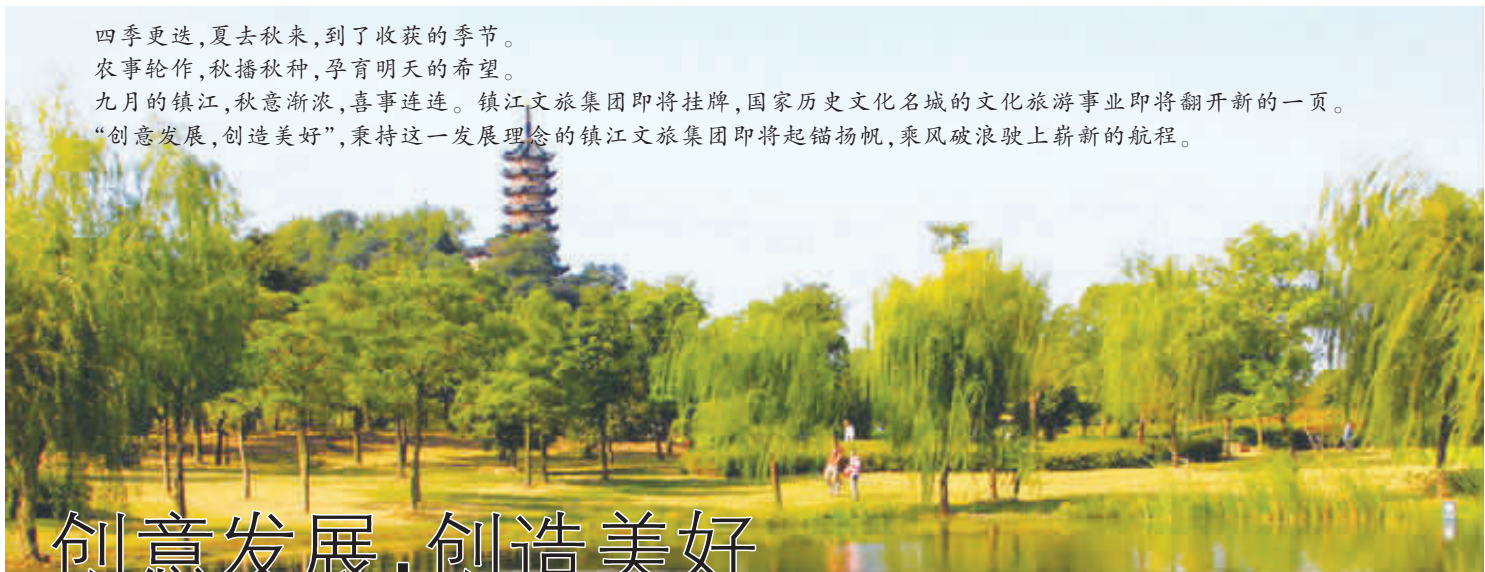 四季更迭,夏去秋来,到了收获的季节。
农事轮作,秋播秋种,孕育明天的希望。
九月的镇江,秋意渐浓,喜事连连。镇江文旅集团即将挂牌,国家历史文化名城的文化旅游事业即将翻开新的一页。
“创意发展,创造美好”,秉持这一发展理念的镇江文旅集团即将起锚扬帆,乘风破浪驶上崭新的航程。
创意发展,创造美好